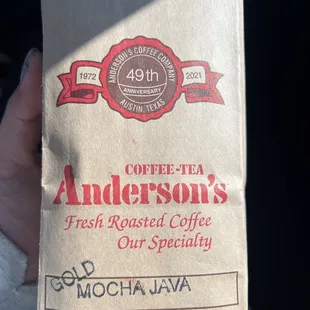 ANDERSON'S COFFEE COMPANY
1972
49th
2021
ANNIVERSARY
AUSTIN, TEXAS
COFFEE-TEA
Anderson's
Fresh Roasted Coffee
Our Specialty
GOLD
MOCHA JAVA